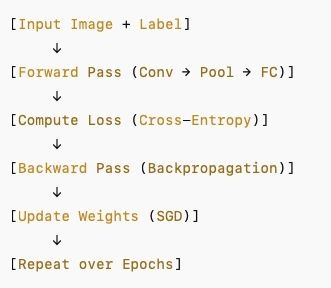 [Input Image + Label]
↓
[Forward Pass (Conv → Pool → FC)]
↓
[Compute Loss (Cross-Entropy)]
↓
[Backward Pass (Backpropagation)]
↓
[Update Weights (SGD)]
↓
[Repeat over Epochs]